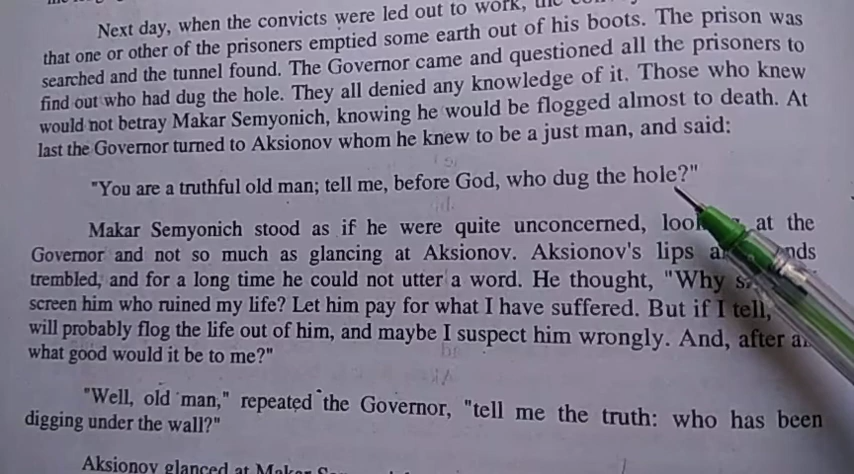 Next day, when the convicts were led out to work, the
that one or other of the prisoners emptied some earth out of his boots. The prison was
searched and the tunnel found. The Governor came and questioned all the prisoners to
find out who had dug the hole. They all denied any knowledge of it. Those who knew
would not betray Makar Semyonich, knowing he would be flogged almost to death. At
last the Governor turned to Aksionov whom he knew to be a just man, and said:
"You are a truthful old man; tell me, before God, who dug the hole?"
Makar Semyonich stood as if he were quite unconcerned, at the
Governor and not so much as glancing at Aksionov. Aksionov's lips
trembled, and for a long time he could not utter a word. He thought, "Why
screen him who ruined my life? Let him pay for what I have suffered. But if I tell,
will probably flog the life out of him, and maybe I suspect him wrongly. And, after
what good would it be to me?"
"Well, old man," repeated the Governor, "tell me the truth: who has been
digging under the wall?"
Aksionov glanced at Makar